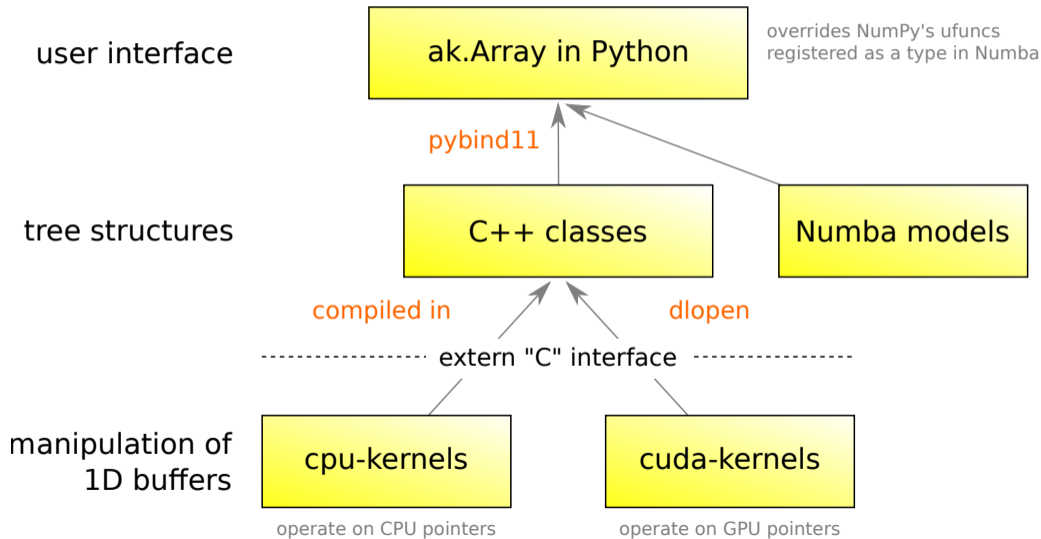 user interface
ak.Array in Python
overrides NumPy's ufuncs
registered as a type in Numba
pybind11
tree structures
C++ classes
Numba models
compiled in
dlopen
extern "C" interface
manipulation of
1D buffers
cpu-kernels
cuda-kernels
operate on CPU pointers
operate on GPU pointers